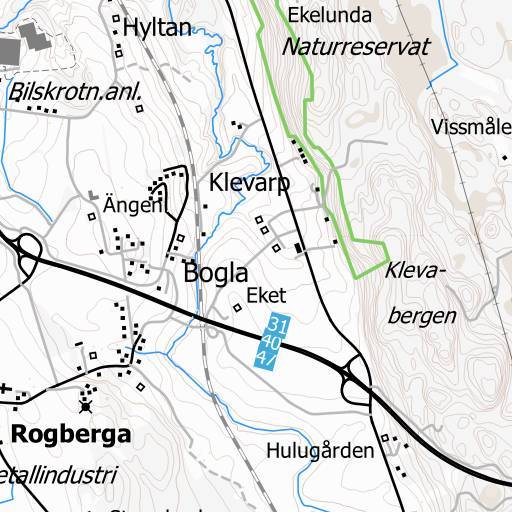 Ekelunda
Hyltan
Naturreservat
Bilskrotn.anl.
Vissmåle
Klevarp
Ängen
Bogla
Kleva-
Eket
bergen
31
40
47
Rogberga
Hulugården
etallindustri